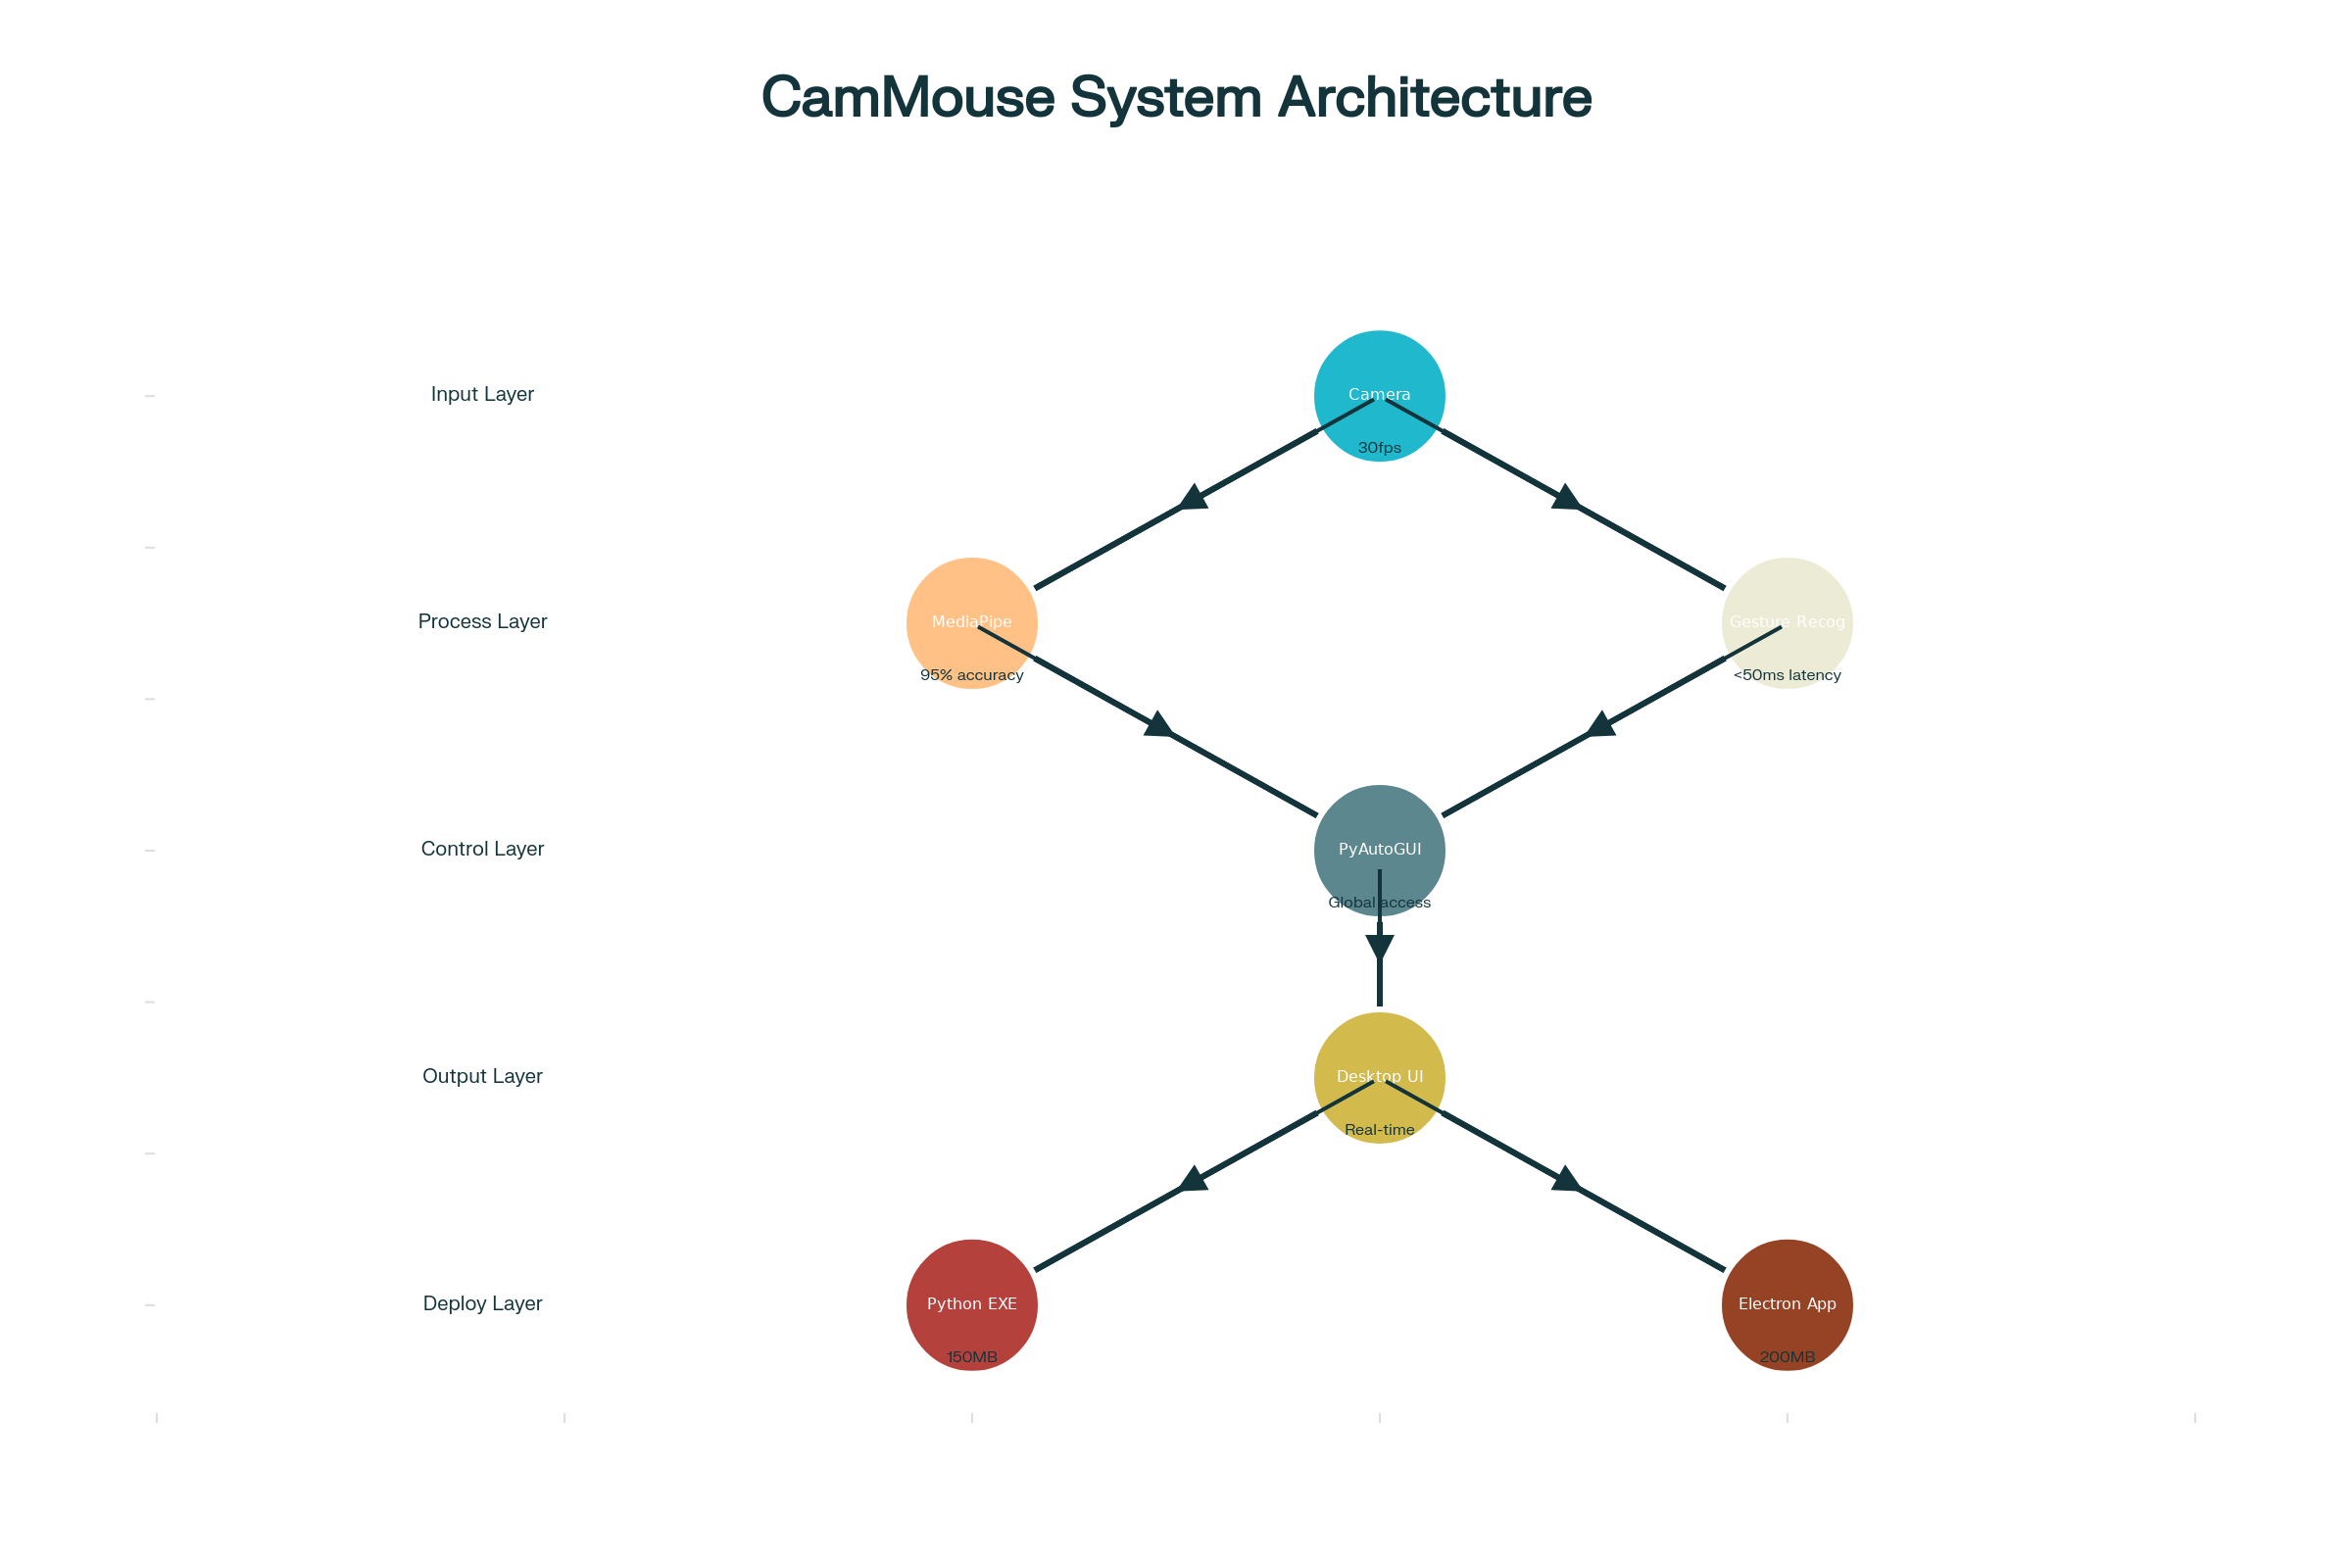 CamMouse System Architecture
Input Layer
Camera
30fps
Process Layer
MediaPipe
Gesture Recog
95% accuracy
<50ms latency
Control Layer
PyAutoGUI
Global access
Output Layer
Desktop UI
Real-time
Deploy Layer
Python EXE
Electron App
150MB
200MB